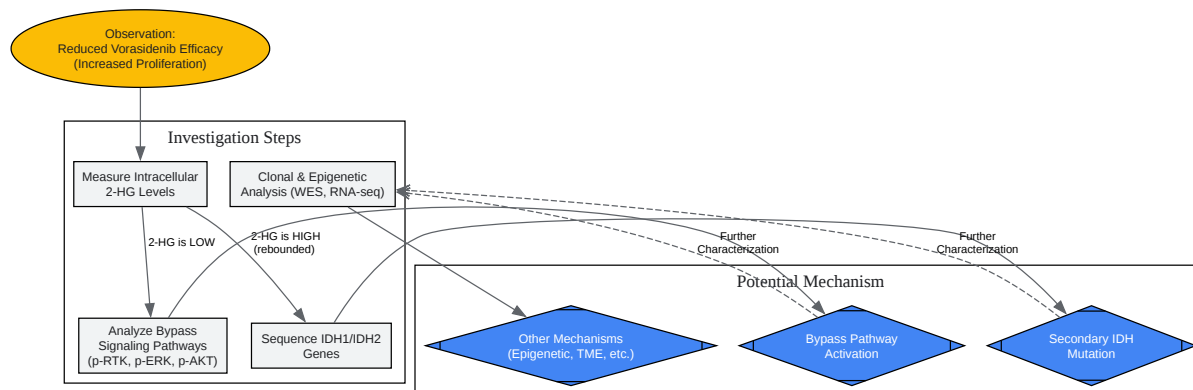 Observation:
Reduced Vorasidenib Efficacy
(Increased Proliferation)
Investigation Steps
Measure Intracellular
2-HG Levels
Clonal & Epigenetic
Analysis (WES, RNA-seq)
2-HG is LOW
2-HG is HIGH
(rebounded)
Further
Characterization
Further
Characterization
Potential Mechanism
Analyze Bypass
Signaling Pathways
(p-RTK, p-ERK, p-AKT)
Sequence IDH1/IDH2
Genes
Other Mechanisms
(Epigenetic, TME, etc.)
Bypass Pathway
Activation
Secondary IDH
Mutation